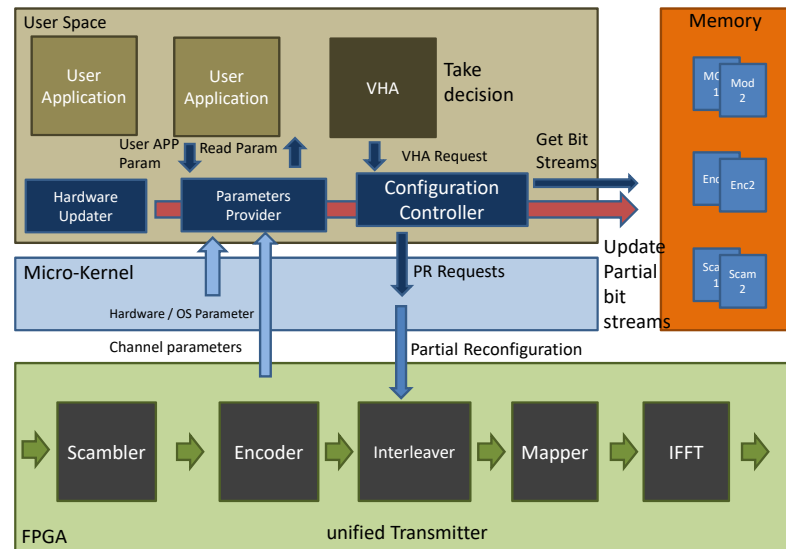 User Space
Memory
User
Application
User
Application
VHA
Take
decision
Mod
2
1
User APP
Param
Read Param
VHA Request
Get Bit
Streams
Hardware
Updater
Parameters
Provider
Configuration
Controller
Enc2
Micro-Kernel
PR Requests
Update
Partial
bit
streams
1
Scam
2
Hardware / OS Parameter
Channel parameters
Partial Reconfiguration
Scambler
Encoder
Interleaver
Mapper
IFFT
FPGA
unified Transmitter